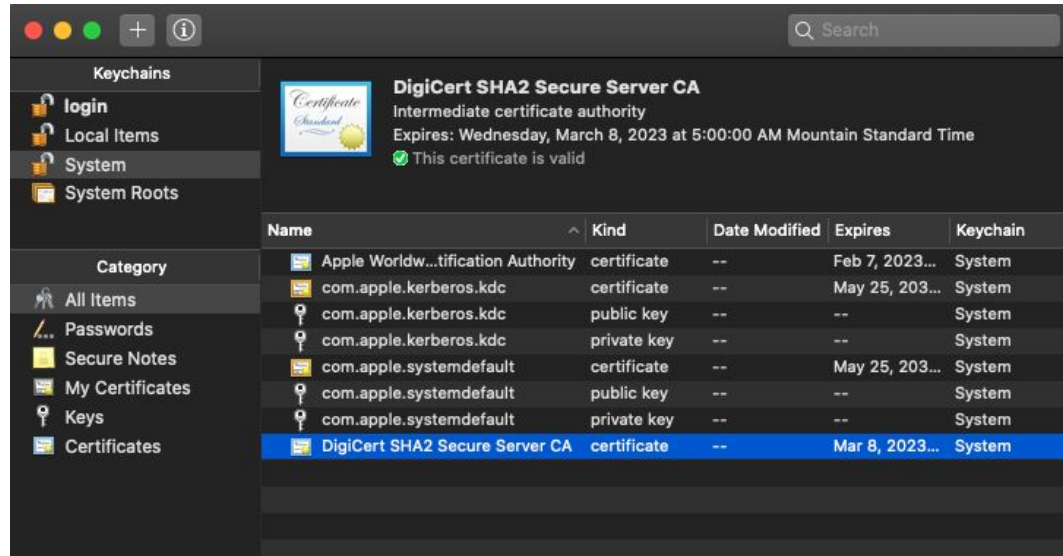 Search
Keychains
login
Local Items
System
System Roots
Category
All Items
Passwords
Secure Notes
My Certificates
Keys
Certificates
Certificate
Standard
DigiCert SHA2 Secure Server CA
Intermediate certificate authority
Expires: Wednesday, March 8, 2023 at 5:00:00 AM Mountain Standard Time
This certificate is valid
Name Kind Date Modified Expires Keychain
Apple Worldw...tification Authority certificate -- Feb 7, 2023... System
com.apple.kerberos.kdc certificate -- May 25, 203... System
com.apple.kerberos.kdc public key -- -- System
com.apple.kerberos.kdc private key -- -- System
com.apple.systemdefault certificate -- May 25, 203... System
com.apple.systemdefault public key -- -- System
com.apple.systemdefault private key -- -- System
DigiCert SHA2 Secure Server CA certificate -- Mar 8, 2023... System